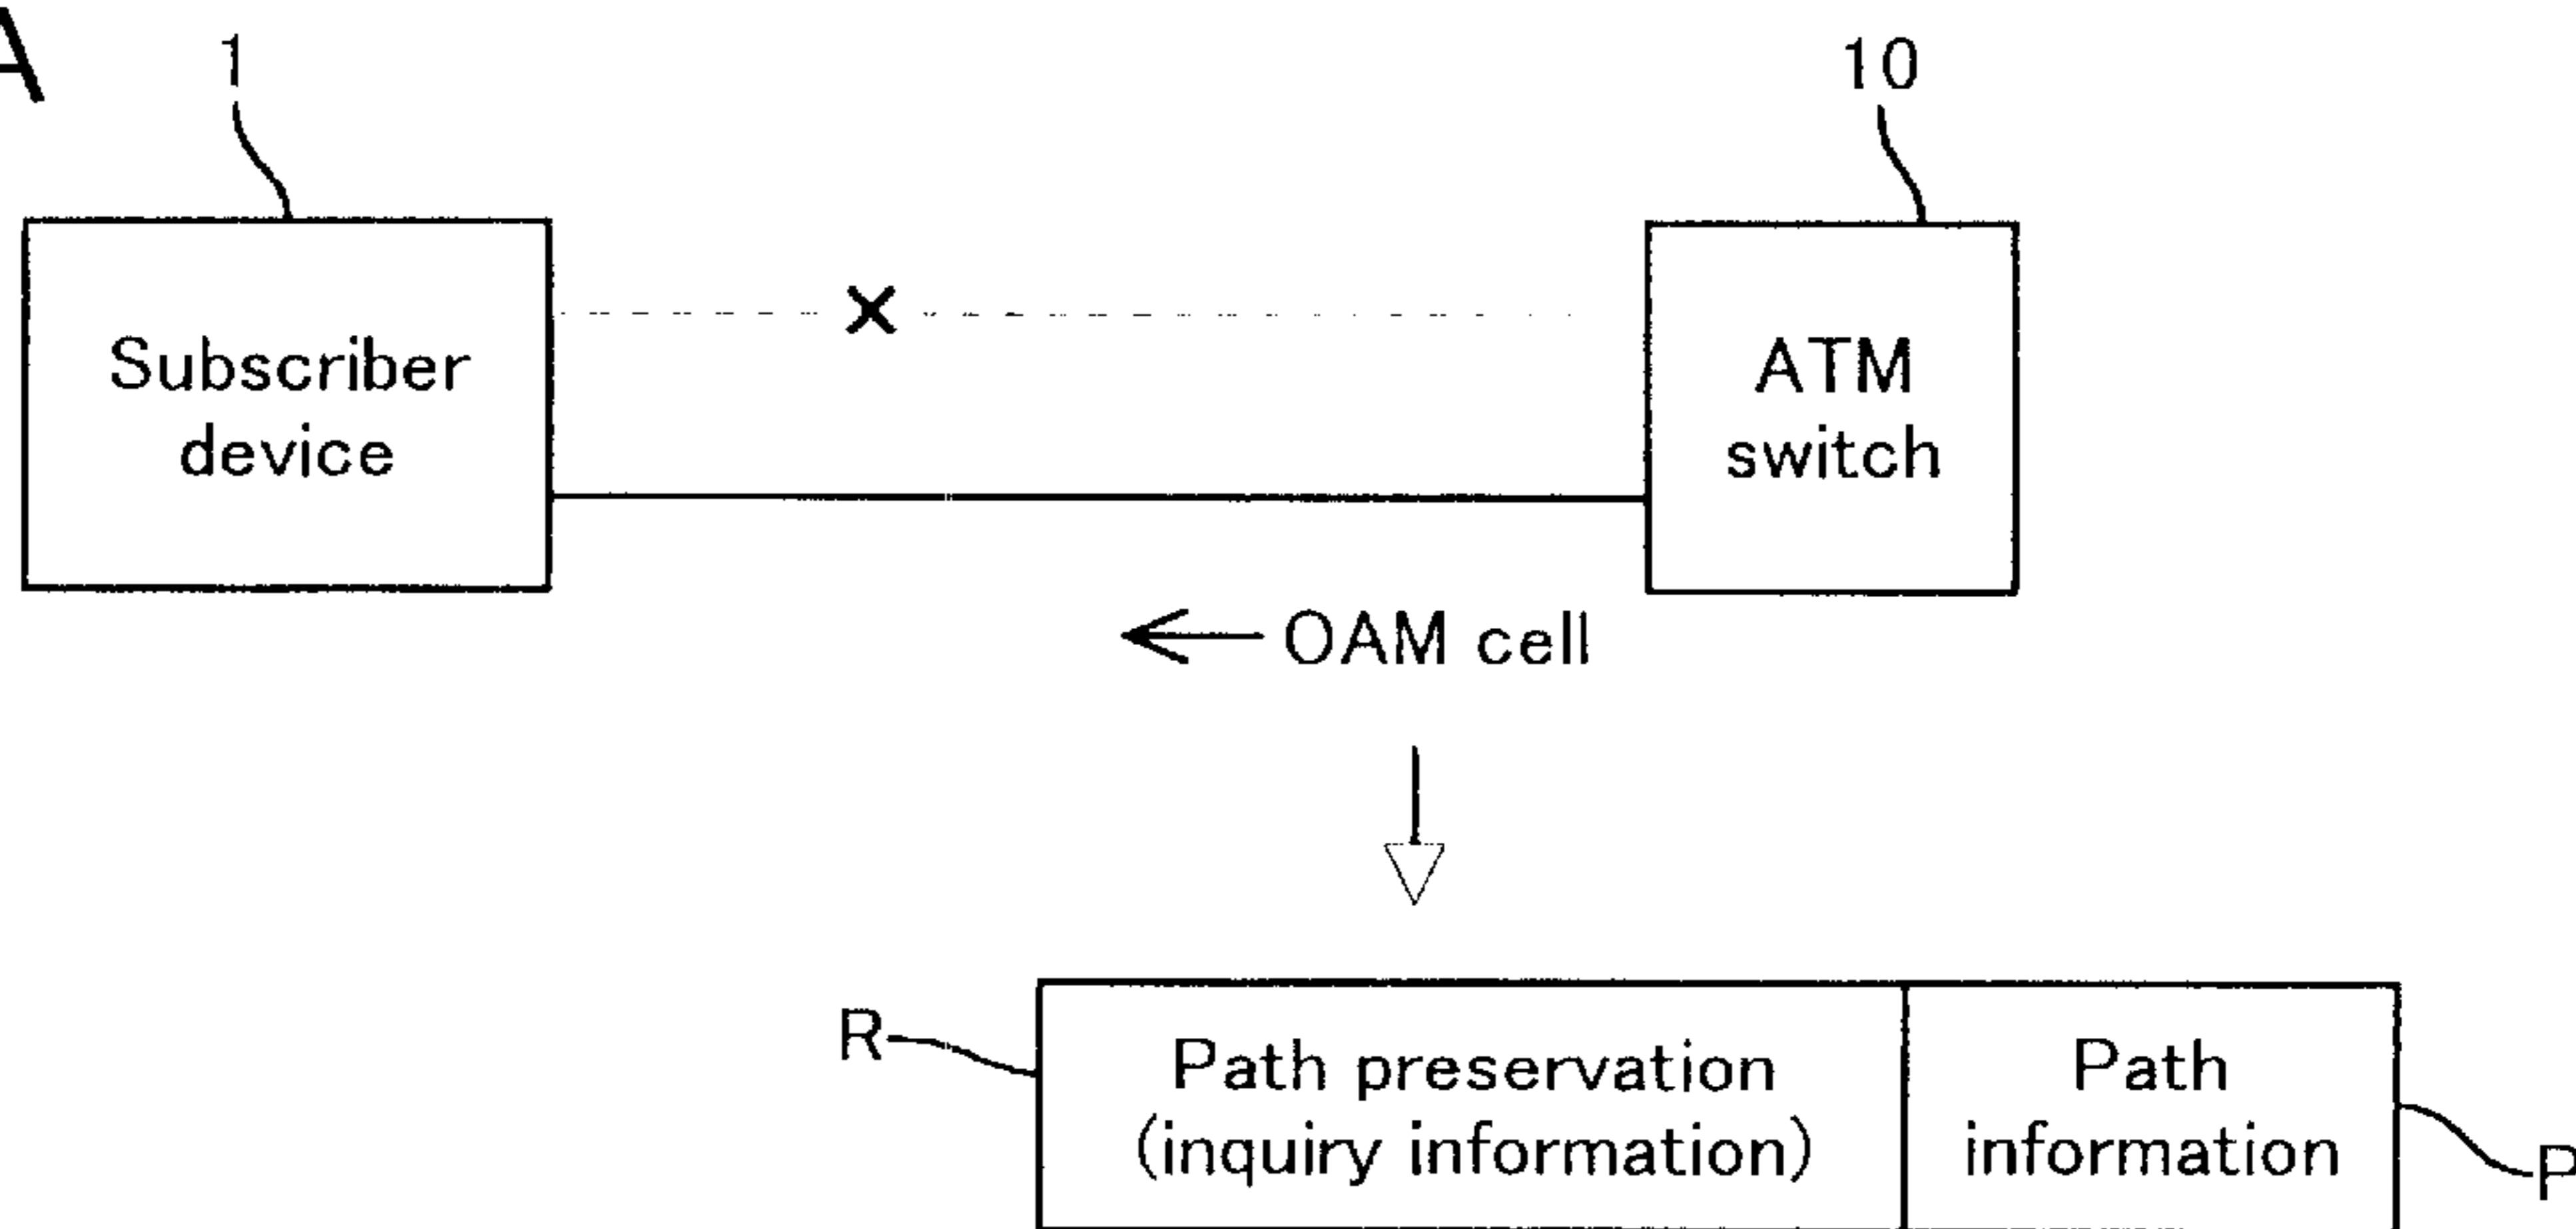 A
1
10
Subscriber
device
ATM
switch
OAM cell
R
Path preservation
(inquiry information)
Path
information
P